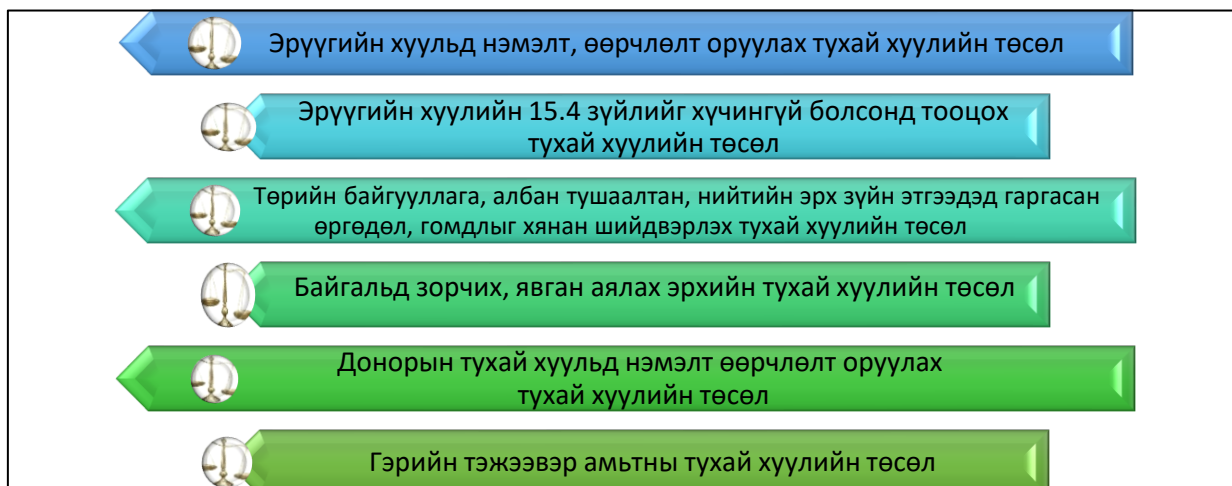 Эрүүгийн хуульд нэмэлт, өөрчлөлт оруулах тухай хуулийн төсөл
Эрүүгийн хуулийн 15.4 зүйлийг хүчингүй болсонд тооцох
тухай хуулийн төсөл
Төрийн байгууллага, албан тушаалтан, нийтийн эрх зүйн этгээдэд гаргасан
өргөдөл, гомдлыг хянан шийдвэрлэх тухай хуулийн төсөл
Байгальд зорчих, явган аялах эрхийн тухай хуулийн төсөл
Донорын тухай хуульд нэмэлт өөрчлөлт оруулах
тухай хуулийн төсөл
Гэрийн тэжээвэр амьтны тухай хуулийн төсөл